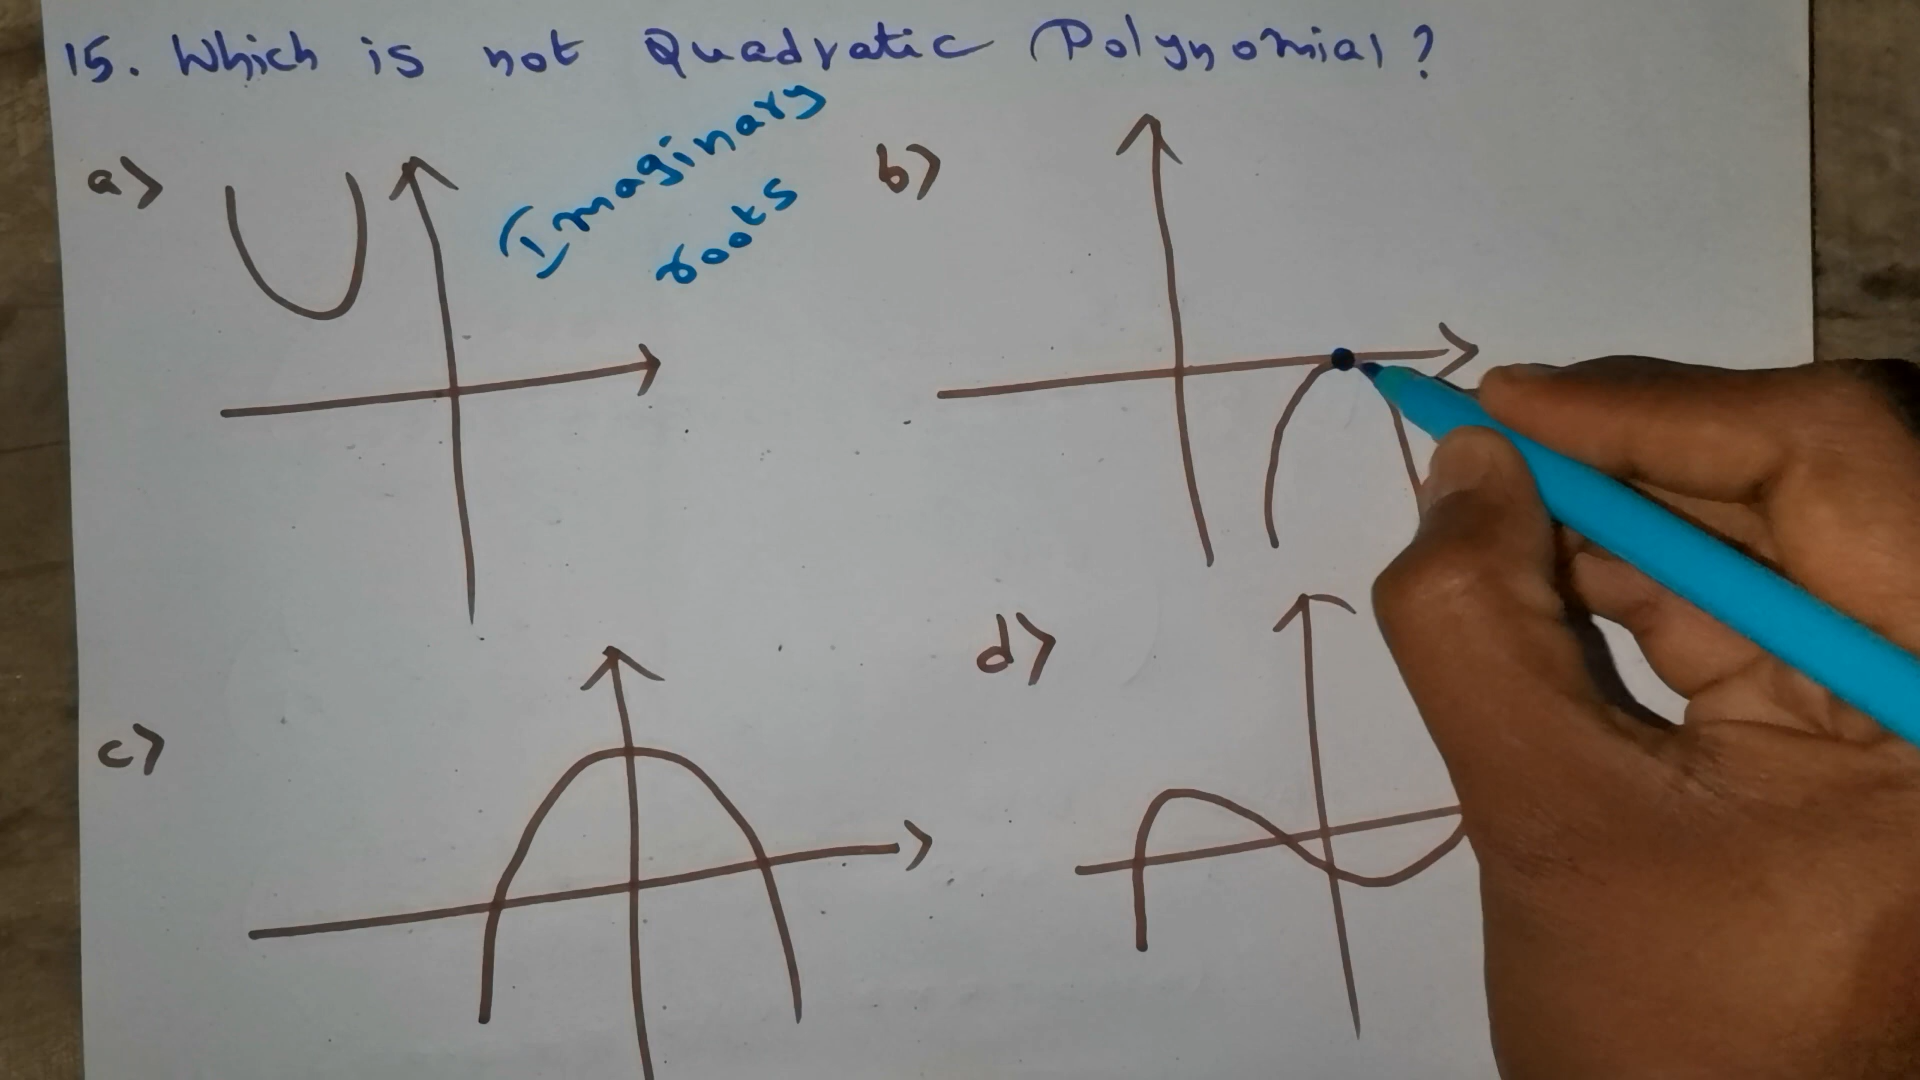 15. Which is not Quadratic Polynomial?
a)
Imaginary
roots
b)
c)
d)